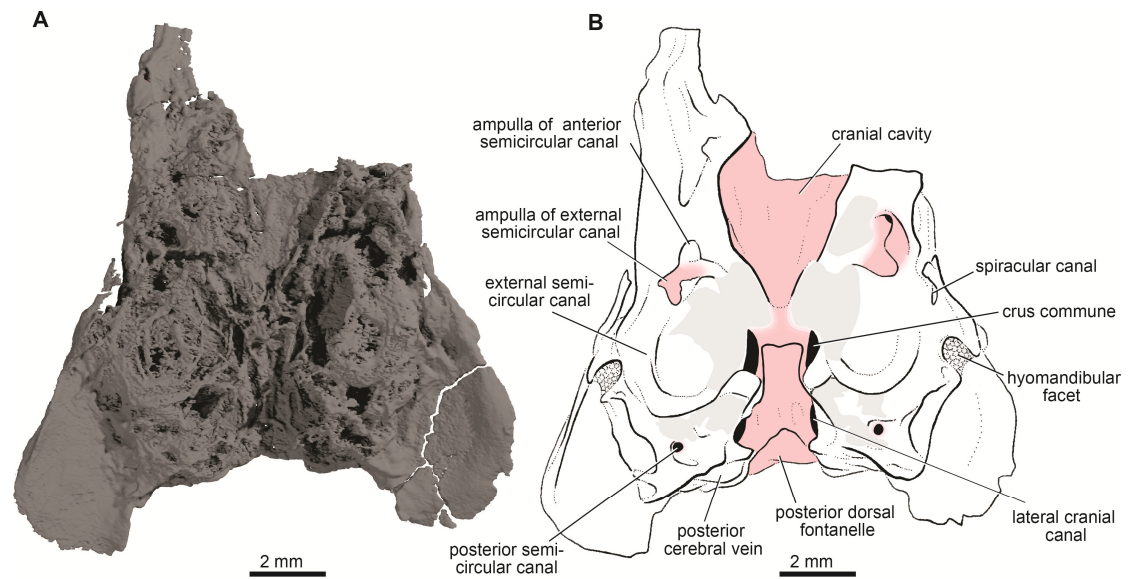 A
B
ampulla of anterior
semicircular canal
cranial cavity
ampulla of external
semicircular canal
external semi-
circular canal
spiracular canal
crus commune
hyomandibular
facet
lateral cranial
canal
posterior dorsal
fontanelle
posterior
cerebral vein
posterior semi-
circular canal
2 mm
2 mm